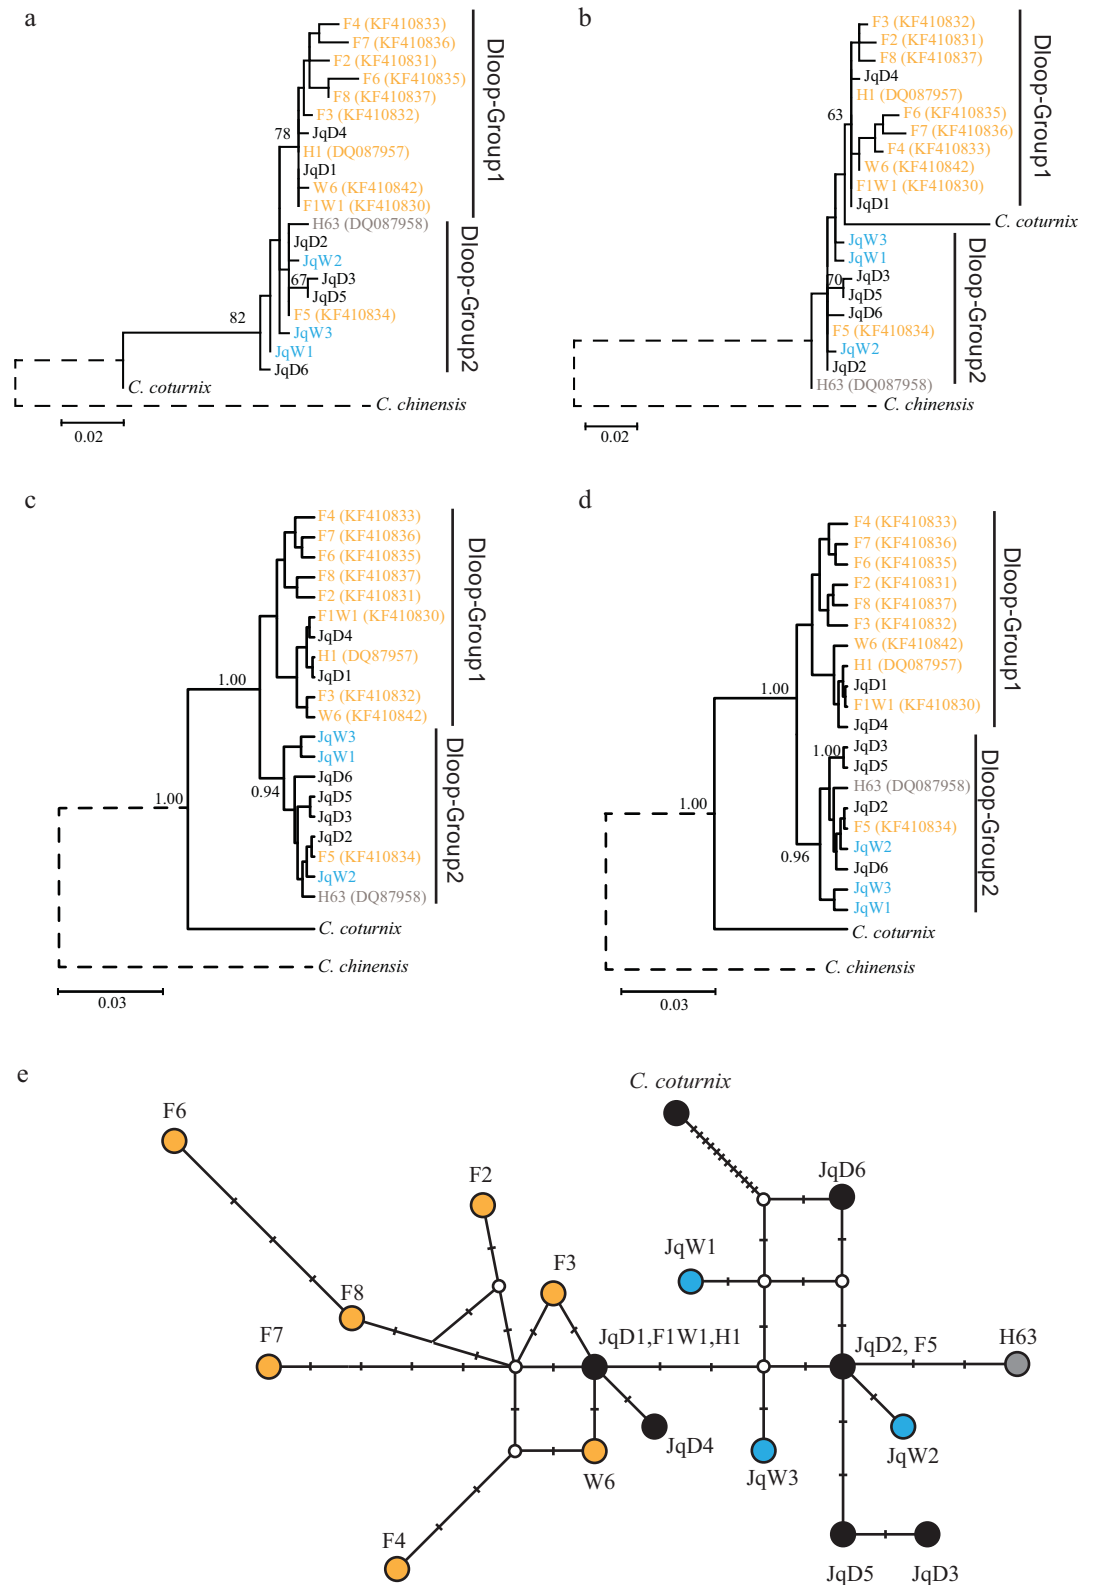 a
F4 (KF410833)
F7 (KF410836)
F2 (KF410831)
F6 (KF410835)
F8 (KF410837)
F3 (KF410832)
78
JqD4
H1 (DQ087957)
JqD1
W6 (KF410842)
F1W1 (KF410830)
H63 (DQ087958)
JqD2
JqW2
67
JqD3
JqD5
F5 (KF410834)
82
JqW3
JqW1
JqD6
C. coturnix
C. chinensis
0.02
Dloop-Group1
Dloop-Group2
b
F3 (KF410832)
F2 (KF410831)
F8 (KF410837)
JqD4
H1 (DQ087957)
63
F6 (KF410835)
F7 (KF410836)
F4 (KF410833)
W6 (KF410842)
F1W1 (KF410830)
JqD1
C. coturnix
JqW3
JqW1
70
JqD3
JqD5
JqD6
F5 (KF410834)
JqW2
JqD2
H63 (DQ087958)
C. chinensis
0.02
Dloop-Group1
Dloop-Group2
c
F4 (KF410833)
F7 (KF410836)
F6 (KF410835)
F8 (KF410837)
F2 (KF410831)
F1W1 (KF410830)
JqD4
H1 (DQ87957)
JqD1
1.00
F3 (KF410832)
W6 (KF410842)
JqW3
JqW1
JqD6
0.94
JqD5
1.00
JqD3
JqD2
F5 (KF410834)
JqW2
H63 (DQ87958)
C. coturnix
C. chinensis
0.03
Dloop-Group1
Dloop-Group2
d
F4 (KF410833)
F7 (KF410836)
F6 (KF410835)
F2 (KF410831)
F8 (KF410837)
F3 (KF410832)
W6 (KF410842)
H1 (DQ087957)
JqD1
1.00
F1W1 (KF410830)
JqD4
1.00
JqD3
JqD5
H63 (DQ087958)
1.00
JqD2
F5 (KF410834)
JqW2
0.96
JqD6
JqW3
JqW1
C. coturnix
C. chinensis
0.03
Dloop-Group1
Dloop-Group2
e
C. coturnix
F6
F2
JqD6
JqW1
F3
F8
F7
JqD1,F1W1,H1
JqD2, F5
H63
JqD4
JqW2
W6
JqW3
F4
JqD5
JqD3